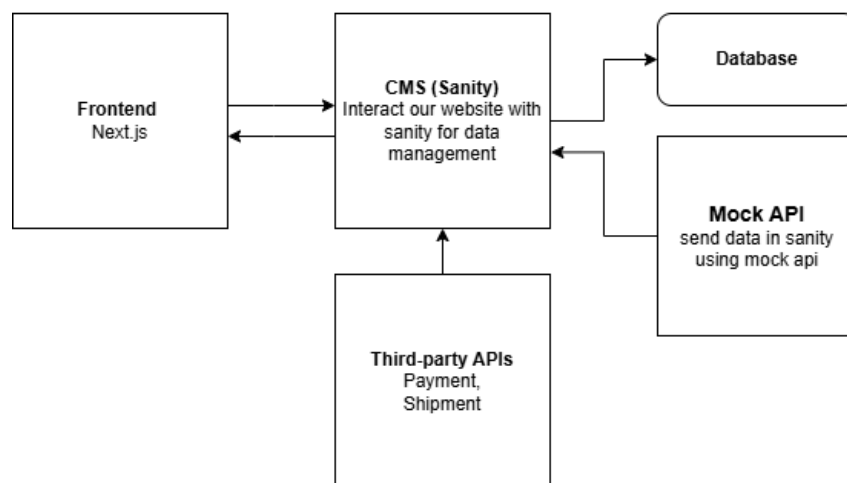 Frontend
Next.js
CMS (Sanity)
Interact our website with
sanity for data
management
Database
Mock API
send data in sanity
using mock api
Third-party APIs
Payment,
Shipment